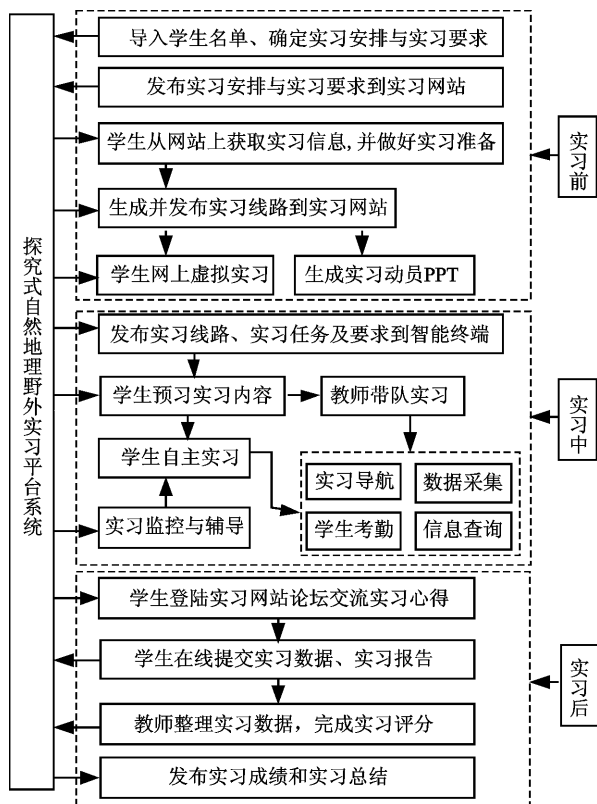 导入学生名单、确定实习安排与实习要求
发布实习安排与实习要求到实习网站
学生从网站上获取实习信息,并做好实习准备
实习前
生成并发布实习线路到实习网站
学生网上虚拟实习
生成实习动员PPT
探究式自然地理野外实习平台系统
发布实习线路、实习任务及要求到智能终端
学生预习实习内容
教师带队实习
实习中
学生自主实习
实习导航
数据采集
实习监控与辅导
学生考勤
信息查询
学生登陆实习网站论坛交流实习心得
学生在线提交实习数据、实习报告
实习后
教师整理实习数据，完成实习评分
发布实习成绩和实习总结